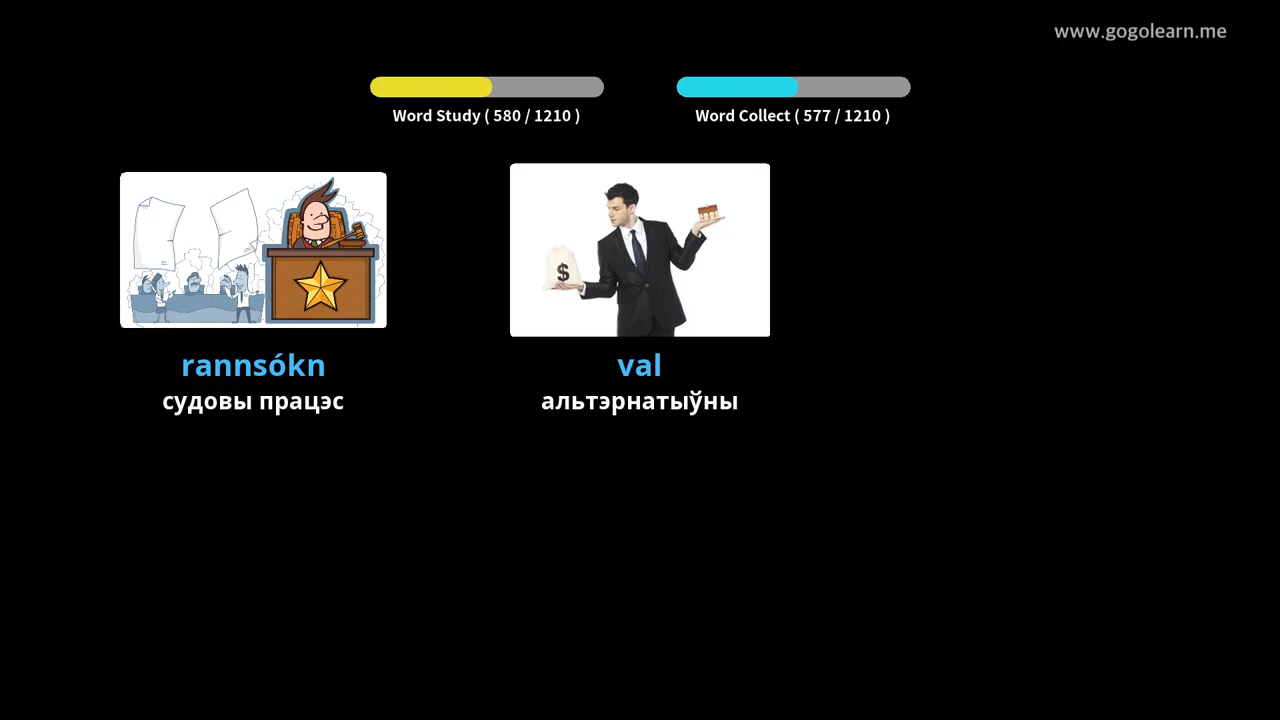 www.gogolearn.me
Word Study ( 580 / 1210 )
Word Collect ( 577 / 1210 )
$
rannsókn
судовы працэс
val
альтэрнатыўны